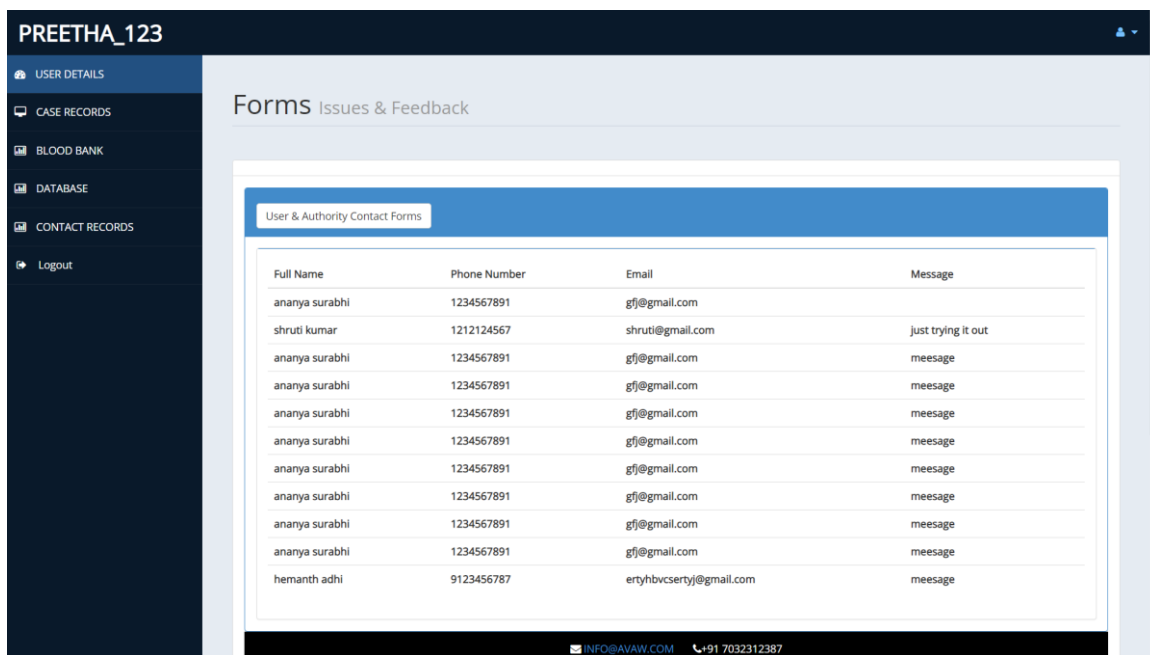 PREETHA_123
USER DETAILS
CASE RECORDS
BLOOD BANK
DATABASE
CONTACT RECORDS
Logout
Forms Issues & Feedback
User & Authority Contact Forms
Full Name Phone Number Email Message
ananya surabhi 1234567891 gfj@gmail.com
shruti kumar 1212124567 shruti@gmail.com just trying it out
ananya surabhi 1234567891 gfj@gmail.com meesage
ananya surabhi 1234567891 gfj@gmail.com meesage
ananya surabhi 1234567891 gfj@gmail.com meesage
ananya surabhi 1234567891 gfj@gmail.com meesage
ananya surabhi 1234567891 gfj@gmail.com meesage
ananya surabhi 1234567891 gfj@gmail.com meesage
ananya surabhi 1234567891 gfj@gmail.com meesage
ananya surabhi 1234567891 gfj@gmail.com meesage
hemanth adhi 9123456787 ertyhbvcsertyj@gmail.com meesage
INFO@AVAW.COM +91 7032312387